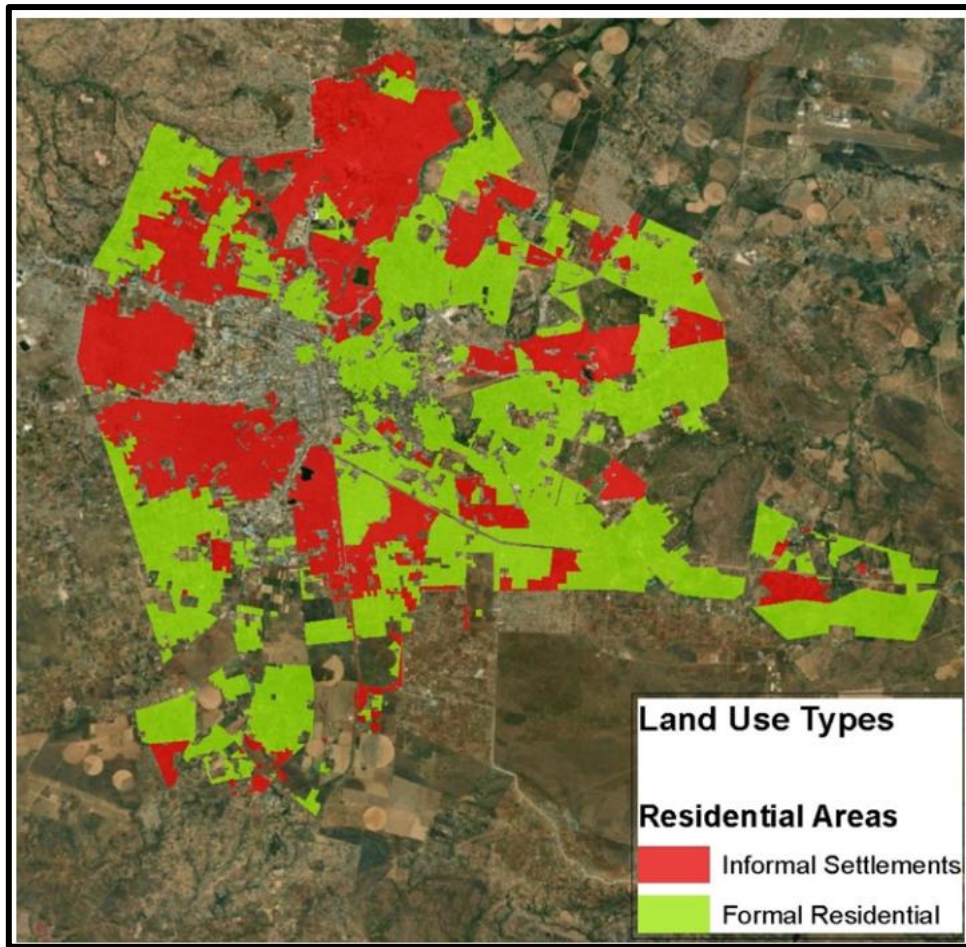 Land Use Types
Residential Areas
Informal Settlements
Formal Residential